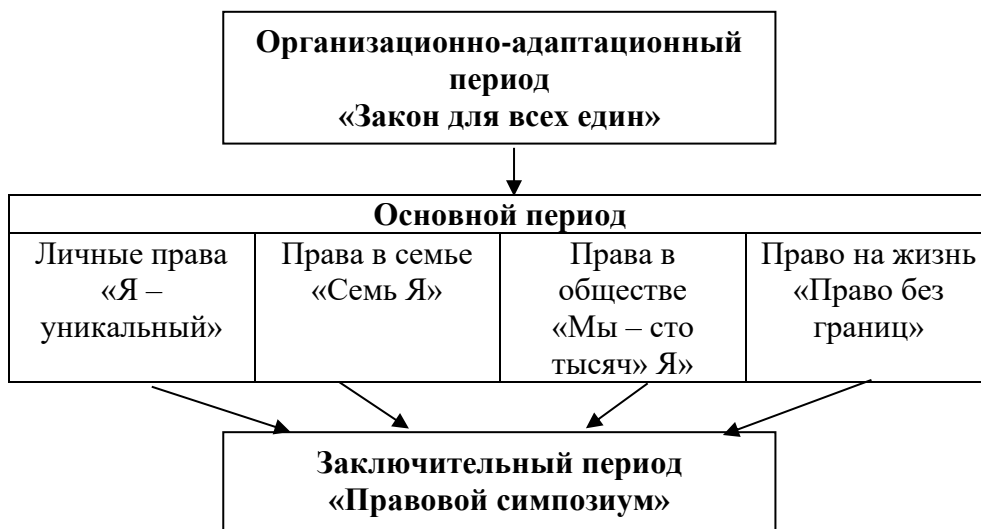 Организационно-адаптационный
период
«Закон для всех един»
Основной период
Личные права
«Я –
уникальный»
Права в семье
«Семь Я»
Права в
обществе
«Мы – сто
тысяч» Я»
Право на жизнь
«Право без
границ»
Заключительный период
«Правовой симпозиум»